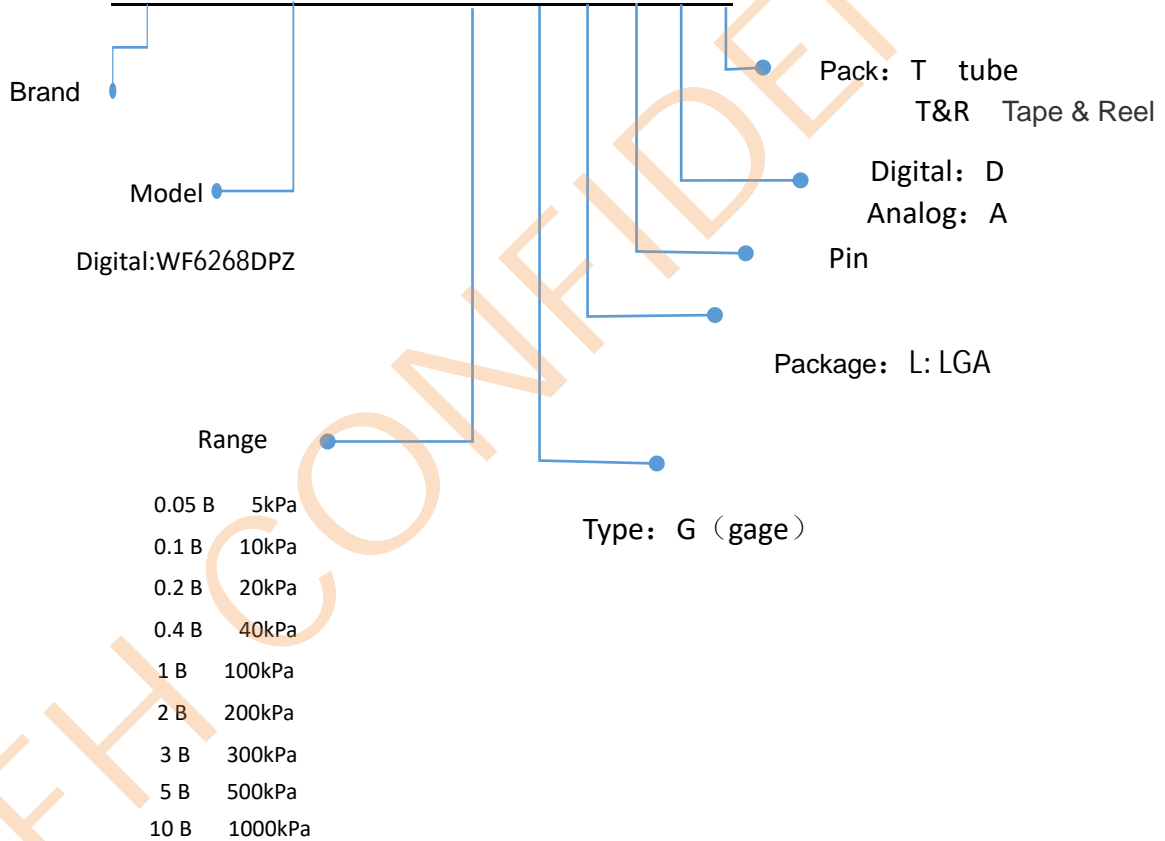 Brand
Pack：T tube
T&R Tape & Reel
Digital：D
Analog：A
Model
Pin
Digital:WF6268DPZ
Package：L: LGA
Range
Type：G（gage）
0.05 B 5kPa
0.1 B 10kPa
0.2 B 20kPa
0.4 B 40kPa
1 B 100kPa
2 B 200kPa
3 B 300kPa
5 B 500kPa
10 B 1000kPa
FH CONFIDE